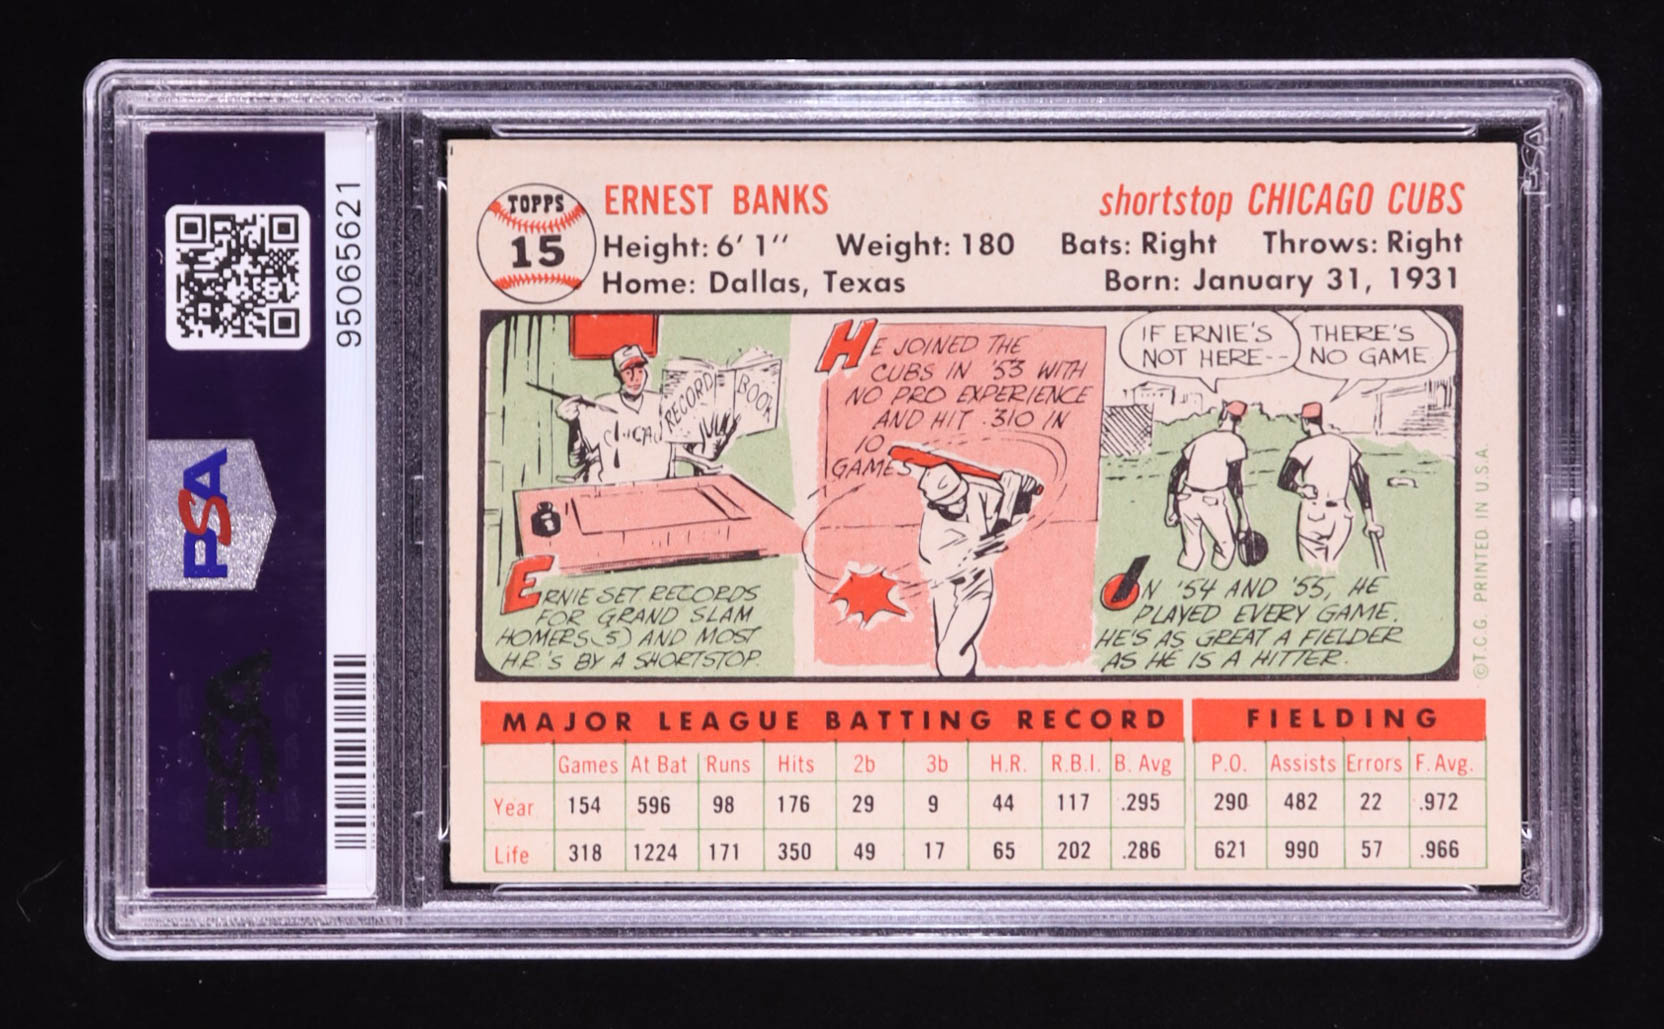 95065621
PSA
PSA
TOPPS
15
ERNEST BANKS
shortstop CHICAGO CUBS
Height: 6' 1" Weight: 180 Bats: Right Throws: Right
Home: Dallas, Texas Born: January 31, 1931
RECORD BOOK
CHICAG
ERNIE SET RECORDS
FOR GRAND SLAM
HOMERS (5) AND MOST
H.R.'S BY A SHORTSTOP.
HE JOINED THE
CUBS IN '53 WITH
NO PRO EXPERIENCE
AND HIT .310 IN
10
GAMES
IF ERNIE'S
NOT HERE--
THERE'S
NO GAME
IN '54 AND '55, HE
PLAYED EVERY GAME.
HE'S AS GREAT A FIELDER
AS HE IS A HITTER.
©T.C.G. PRINTED IN U.S.A.
MAJOR LEAGUE BATTING RECORD FIELDING
Games At Bat Runs Hits 2b 3b H.R. R.B.I. B. Avg P.O. Assists Errors F. Avg.
Year 154 596 98 176 29 9 44 117 .295 290 482 22 .972
Life 318 1224 171 350 49 17 65 202 .286 621 990 57 .966
PSA